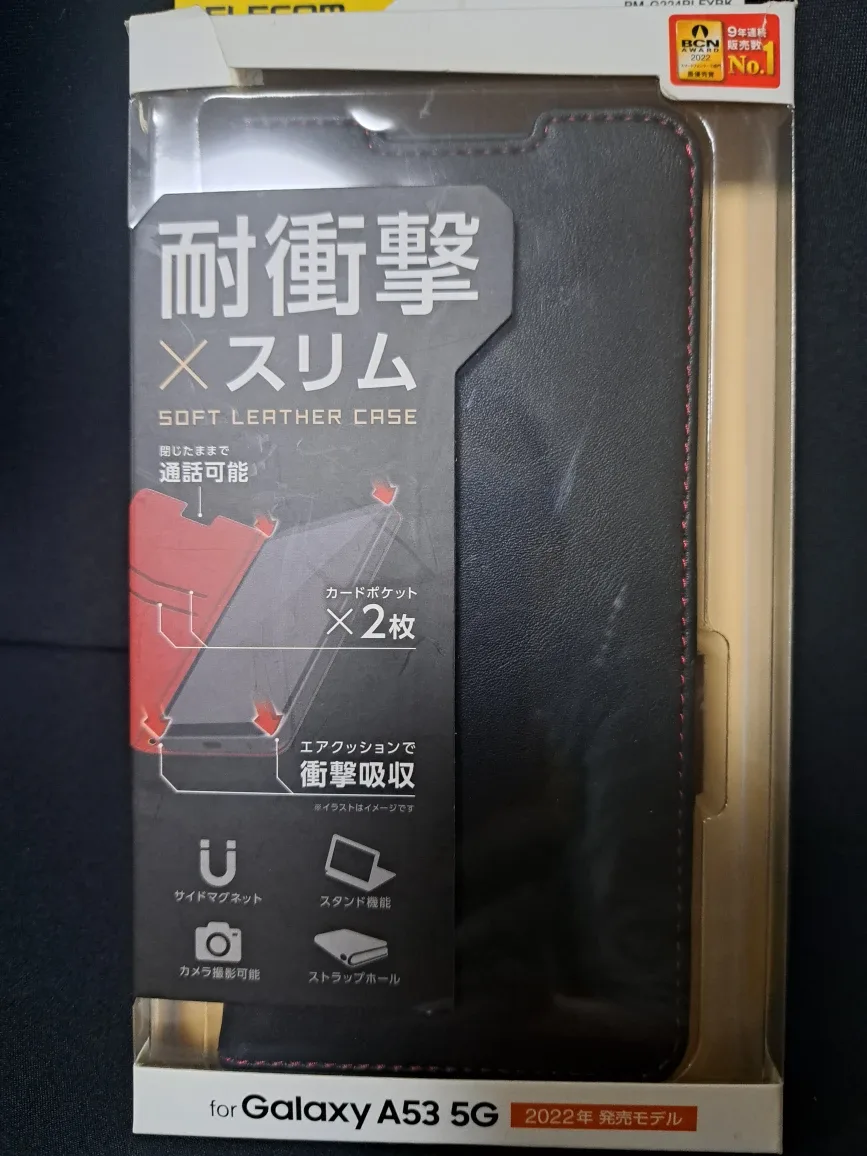 ELECOM
BCN
AWARD
2022
最優秀賞
9年連続
販売数
No.1
耐衝撃
×スリム
SOFT LEATHER CASE
閉じたままで
通話可能
カードポケット
×2枚
エアクッションで
衝撃吸収
※イラストはイメージです
サイドマグネット
スタンド機能
カメラ撮影可能
ストラップホール
for Galaxy A53 5G
2022年 発売モデル